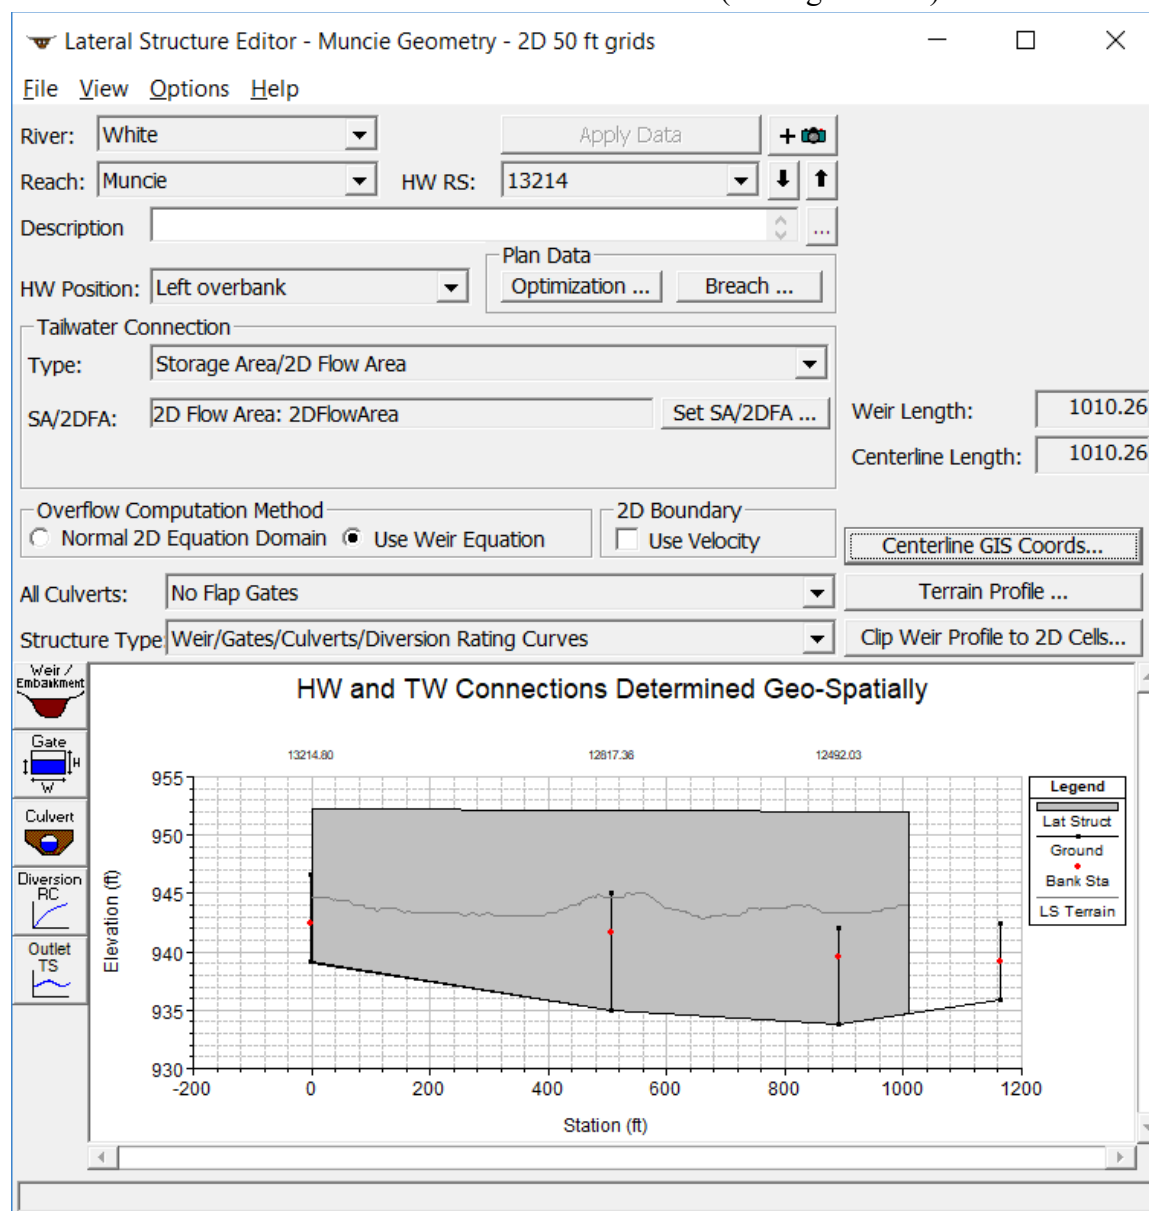 Lateral Structure Editor - Muncie Geometry - 2D 50 ft grids
File View Options Help
River: White Apply Data +
Reach: Muncie HW RS: 13214
Description ...
Plan Data
HW Position: Left overbank Optimization ... Breach ...
Tailwater Connection
Type: Storage Area/2D Flow Area
SA/2DFA: 2D Flow Area: 2DFlowArea Set SA/2DFA ... Weir Length: 1010.26
Centerline Length: 1010.26
Overflow Computation Method 2D Boundary
Normal 2D Equation Domain Use Weir Equation Use Velocity Centerline GIS Coords...
All Culverts: No Flap Gates Terrain Profile ...
Structure Type: Weir/Gates/Culverts/Diversion Rating Curves Clip Weir Profile to 2D Cells...
Weir /
Embankment
Gate
H
W
Culvert
Diversion
RC
Outlet
TS
HW and TW Connections Determined Geo-Spatially
13214.80 12817.36 12492.03
955
950
945
940
935
930
Elevation (ft)
-200 0 200 400 600 800 1000 1200
Station (ft)
Legend
Lat Struct
Ground
Bank Sta
LS Terrain